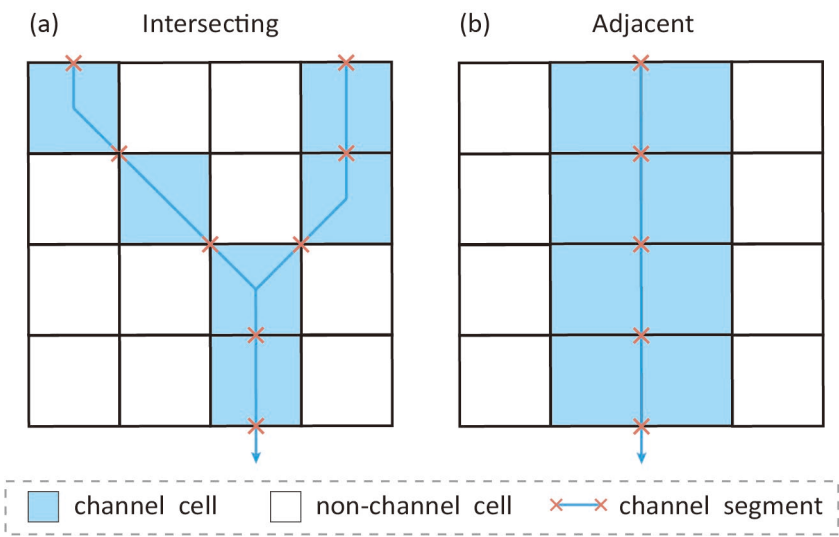 (a) Intersecting
(b) Adjacent
channel cell
non-channel cell
channel segment